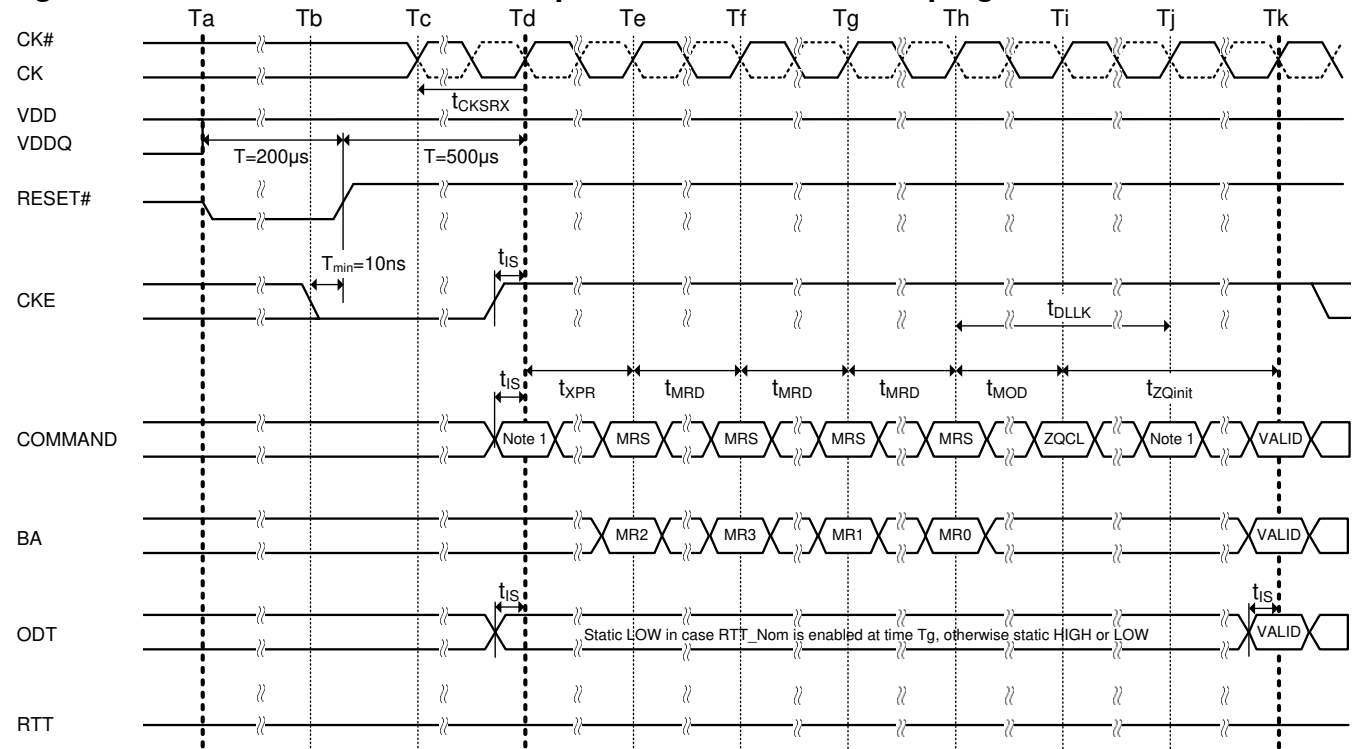 Ta Tb Tc Td Te Tf Tg Th Ti Tj Tk
CK#
CK
tCKSRX
VDD
VDDQ
T=200µs T=500µs
RESET#
Tmin=10ns tIS
CKE
tDLLK
tIS tXPR tMRD tMRD tMRD tMOD tZQinit
COMMAND Note 1 MRS MRS MRS MRS ZQCL Note 1 VALID
BA MR2 MR3 MR1 MR0 VALID
tIS tIS
ODT Static LOW in case RTT_Nom is enabled at time Tg, otherwise static HIGH or LOW VALID
RTT